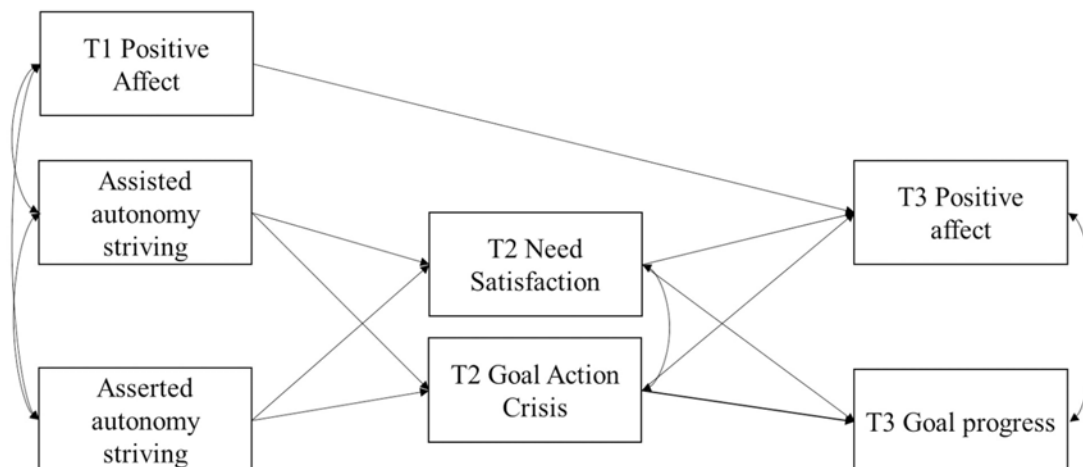 T1 Positive
Affect
Assisted
autonomy
striving
Asserted
autonomy
striving
T2 Need
Satisfaction
T2 Goal Action
Crisis
T3 Positive
affect
T3 Goal progress